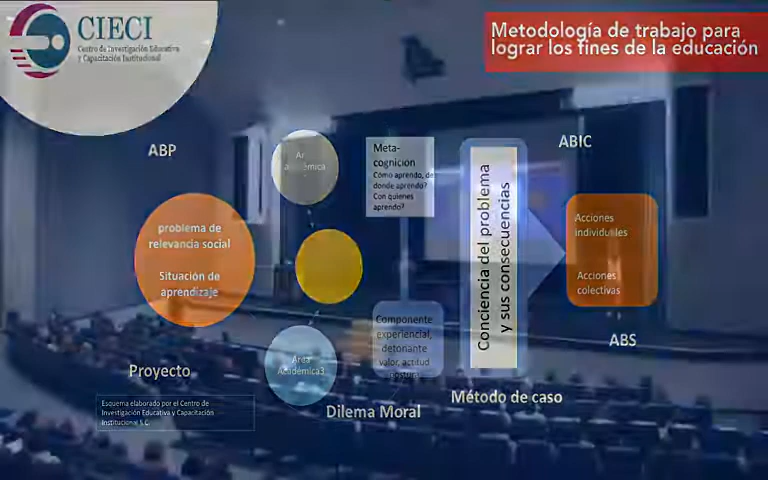 CIECI
Centro de Investigación Educativa
y Capacitación Institucional
Metodología de trabajo para
lograr los fines de la educación
ABP
ABIC
Meta-
cognición
Cómo aprendo, de
donde aprendo?
Con quienes
aprendo?
problema de
relevancia social
Situación de
aprendizaje
Conciencia del problema
y sus consecuencias
Acciones
individuales
Acciones
colectivas
Componente
experiencial,
detonante
valor, actitud
Área
Académica3
ABS
Proyecto
Método de caso
Dilema Moral
Esquema elaborado por el Centro de
Investigación Educativa y Capacitación
Institucional S.C.